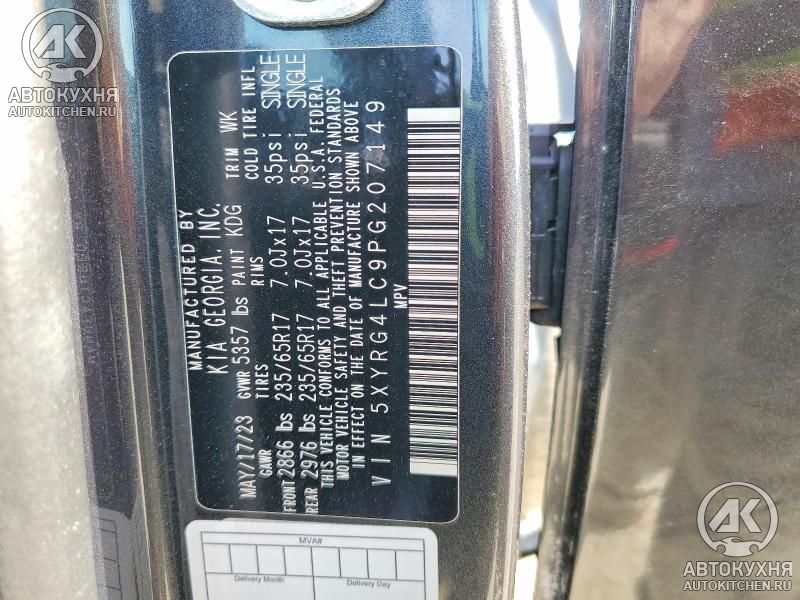 MANUFACTURED BY
KIA GEORGIA, INC.
MAY/17/23 GVWR 5357 lbs PAINT KDG TRIM WK
GAWR TIRES RIMS COLD TIRE INFL
FRONT 2866 lbs 235/65R17 7.0Jx17 35psi SINGLE
REAR 2976 lbs 235/65R17 7.0Jx17 35psi SINGLE
THIS VEHICLE CONFORMS TO ALL APPLICABLE U.S.A. FEDERAL
MOTOR VEHICLE SAFETY AND THEFT PREVENTION STANDARDS
IN EFFECT ON THE DATE OF MANUFACTURE SHOWN ABOVE
VIN 5XYRG4LC9PG207149
MPV
MVA#
Delivery Month Delivery Day
АВТОКУХНЯ
AUTOKITCHEN.RU
АВТОКУХНЯ
AUTOKITCHEN.RU